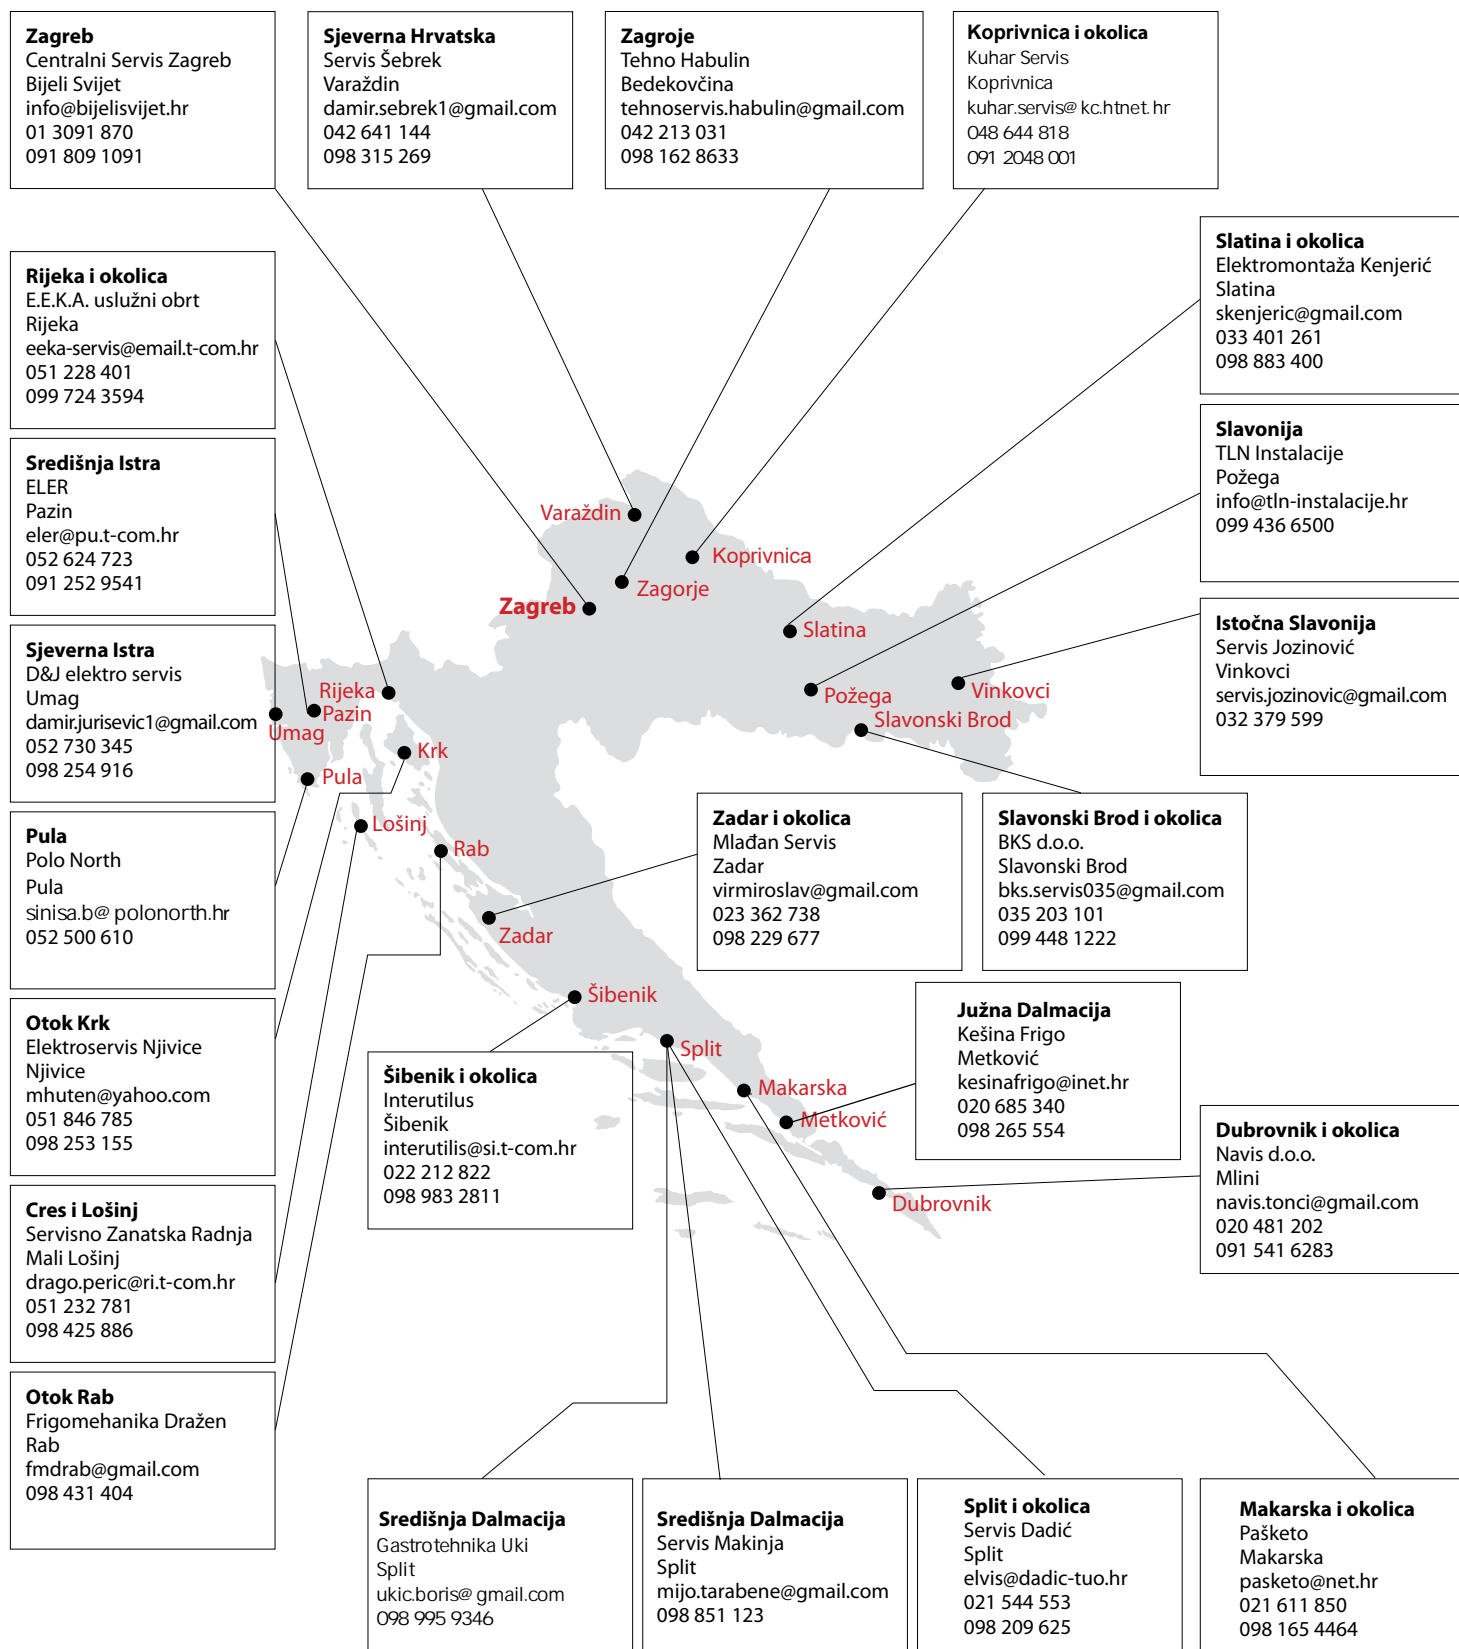 Zagreb
Centralni Servis Zagreb
Bijeli Svijet
info@bijelisvijet.hr
01 3091 870
091 809 1091
Sjeverna Hrvatska
Servis Šebrek
Varaždin
damir.sebrek1@gmail.com
042 641 144
098 315 269
Zagroje
Tehno Habulin
Bedekovčina
tehnoservis.habulin@gmail.com
042 213 031
098 162 8633
Koprivnica i okolica
Kuhar Servis
Koprivnica
kuhar.servis@kc.htnet.hr
048 644 818
091 2048 001
Rijeka i okolica
E.E.K.A. uslužni obrt
Rijeka
eeka-servis@email.t-com.hr
051 228 401
099 724 3594
Središnja Istra
ELER
Pazin
eler@pu.t-com.hr
052 624 723
091 252 9541
Sjeverna Istra
D&J elektro servis
Umag
damir.jurisevic1@gmail.com
052 730 345
098 254 916
Pula
Polo North
Pula
sinisa.b@polonorth.hr
052 500 610
Otok Krk
Elektroservis Njivice
Njivice
mhuten@yahoo.com
051 846 785
098 253 155
Cres i Lošinj
Servisno Zanatska Radnja
Mali Lošinj
drago.peric@ri.t-com.hr
051 232 781
098 425 886
Otok Rab
Frigomehanika Dražen
Rab
fmdrab@gmail.com
098 431 404
Varaždin
Koprivnica
Zagorje
Zagreb
Slatina
Rijeka
Pazin
Umag
Požega
Vinkovci
Slavonski Brod
Krk
Pula
Lošinj
Rab
Zadar
Šibenik
Split
Makarska
Metković
Dubrovnik
Slatina i okolica
Elektromontaža Kenjerić
Slatina
skenjeric@gmail.com
033 401 261
098 883 400
Slavonija
TLN Instalacije
Požega
info@tln-instalacije.hr
099 436 6500
Istočna Slavonija
Servis Jozinović
Vinkovci
servis.jozinovic@gmail.com
032 379 599
Zadar i okolica
Mlađan Servis
Zadar
virmiroslav@gmail.com
023 362 738
098 229 677
Slavonski Brod i okolica
BKS d.o.o.
Slavonski Brod
bks.servis035@gmail.com
035 203 101
099 448 1222
Šibenik i okolica
Interutilus
Šibenik
interutilis@si.t-com.hr
022 212 822
098 983 2811
Južna Dalmacija
Kešina Frigo
Metković
kesinafrigo@inet.hr
020 685 340
098 265 554
Dubrovnik i okolica
Navis d.o.o.
Mlini
navis.tonci@gmail.com
020 481 202
091 541 6283
Središnja Dalmacija
Gastrotehnika Uki
Split
ukic.boris@gmail.com
098 995 9346
Središnja Dalmacija
Servis Makinja
Split
mijo.tarabene@gmail.com
098 851 123
Split i okolica
Servis Dadić
Split
elvis@dadic-tuo.hr
021 544 553
098 209 625
Makarska i okolica
Pašketo
Makarska
pasketo@net.hr
021 611 850
098 165 4464